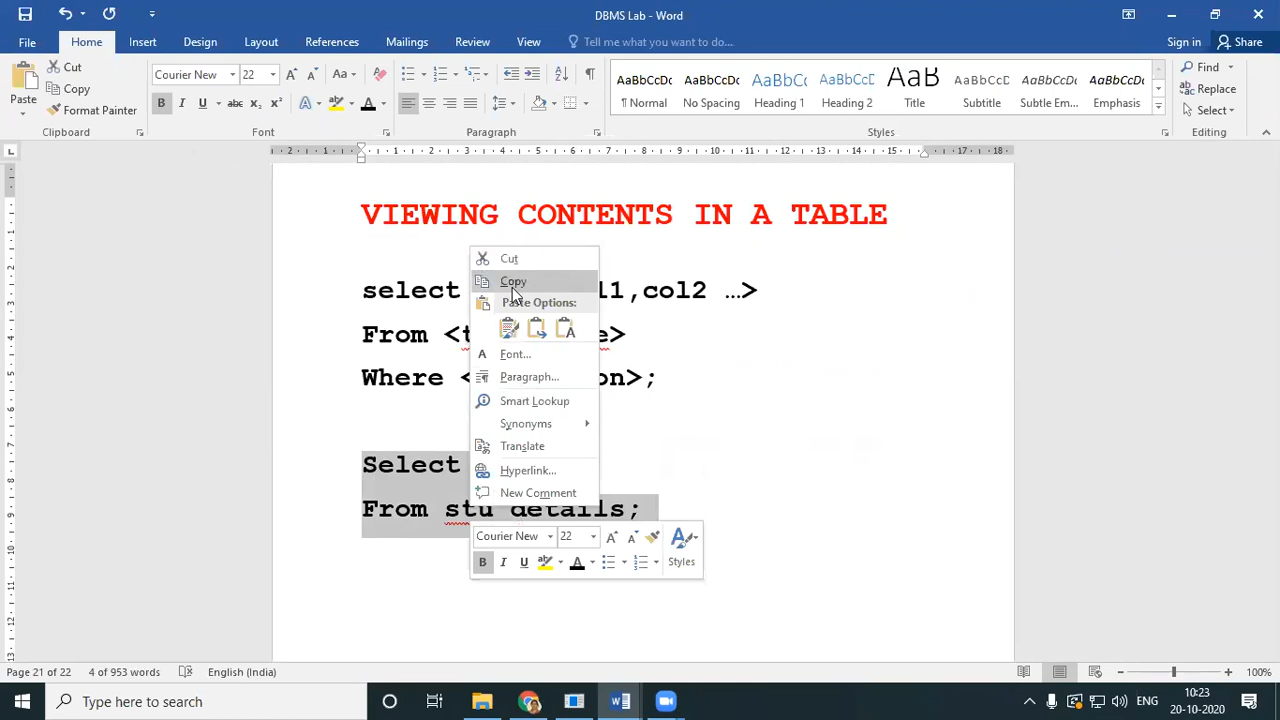 DBMS Lab - Word
File Home Insert Design Layout References Mailings Review View Tell me what you want to do... Sign in Share
Paste Cut Copy Format Painter Clipboard
Courier New 22 Aa Font
Paragraph
AaBbCcDc AaBbCcDc AaBbCc AaBbCcC AaB AaBbCcD AaBbCcDc AaBbCcDc
¶ Normal No Spacing Heading Heading 2 Title Subtitle Subtle Em... Emphasis
Styles
Find Replace Select Editing
VIEWING CONTENTS IN A TABLE
select l1,col2 …>
From <t e>
Where < on>;
Select
From stu details;
Cut
Copy
Paste Options:
Font...
Paragraph...
Smart Lookup
Synonyms
Translate
Hyperlink...
New Comment
Courier New 22
B I U A Styles
Page 21 of 22 4 of 953 words English (India) 100%
Type here to search ENG 10:23
20-10-2020